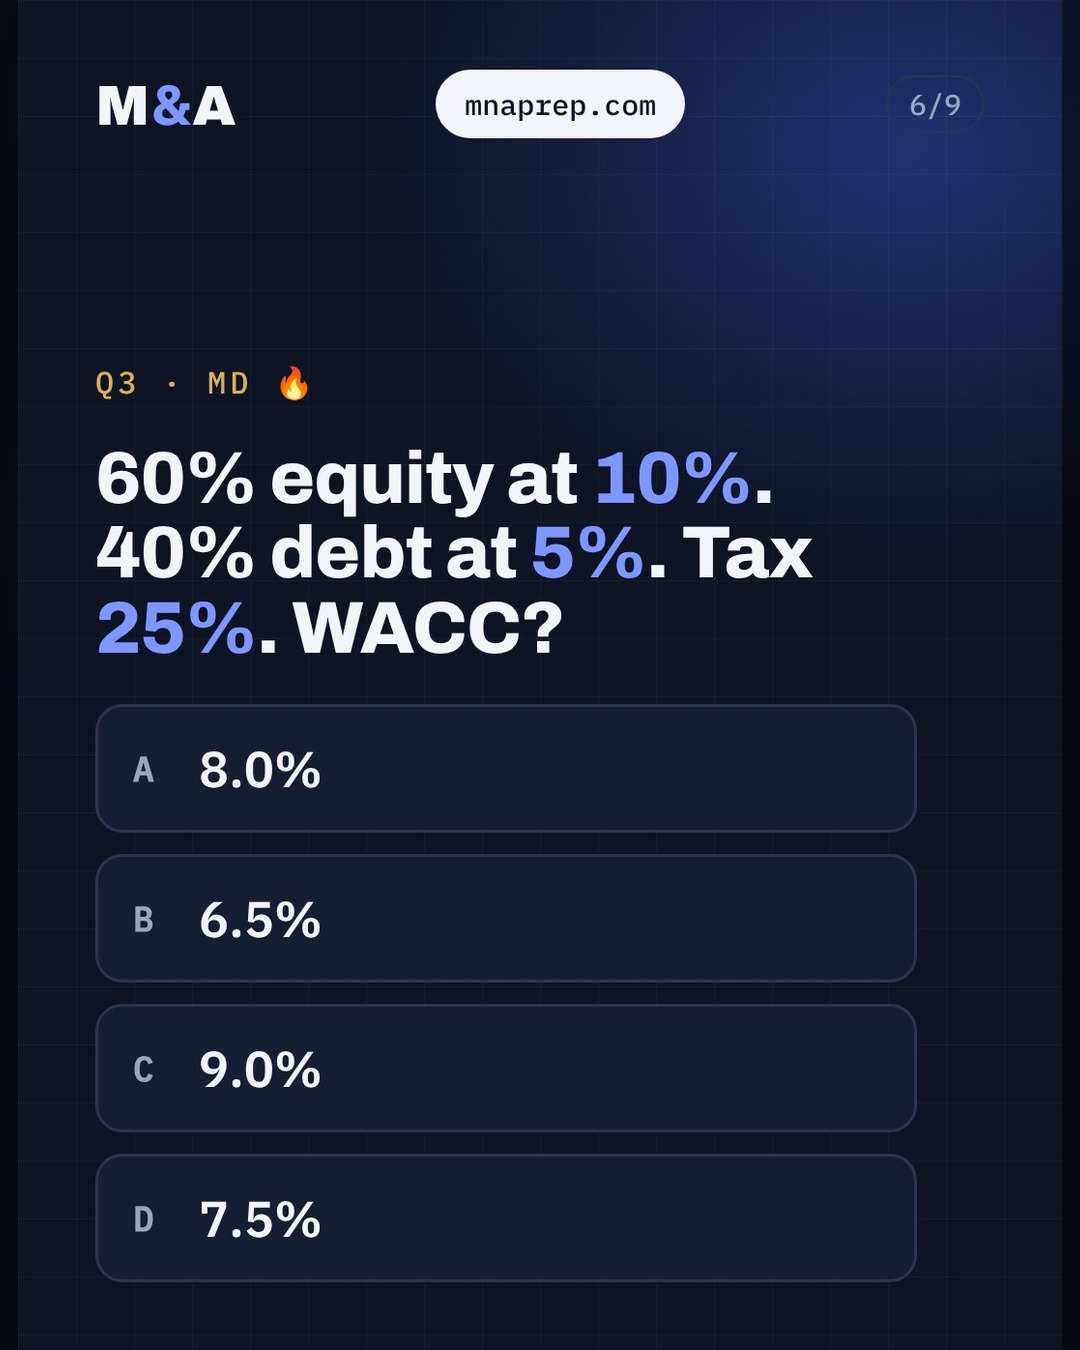 M&A
mnaprep.com
6/9
Q3 · MD 🔥
60% equity at 10%.
40% debt at 5%. Tax
25%. WACC?
A 8.0%
B 6.5%
C 9.0%
D 7.5%